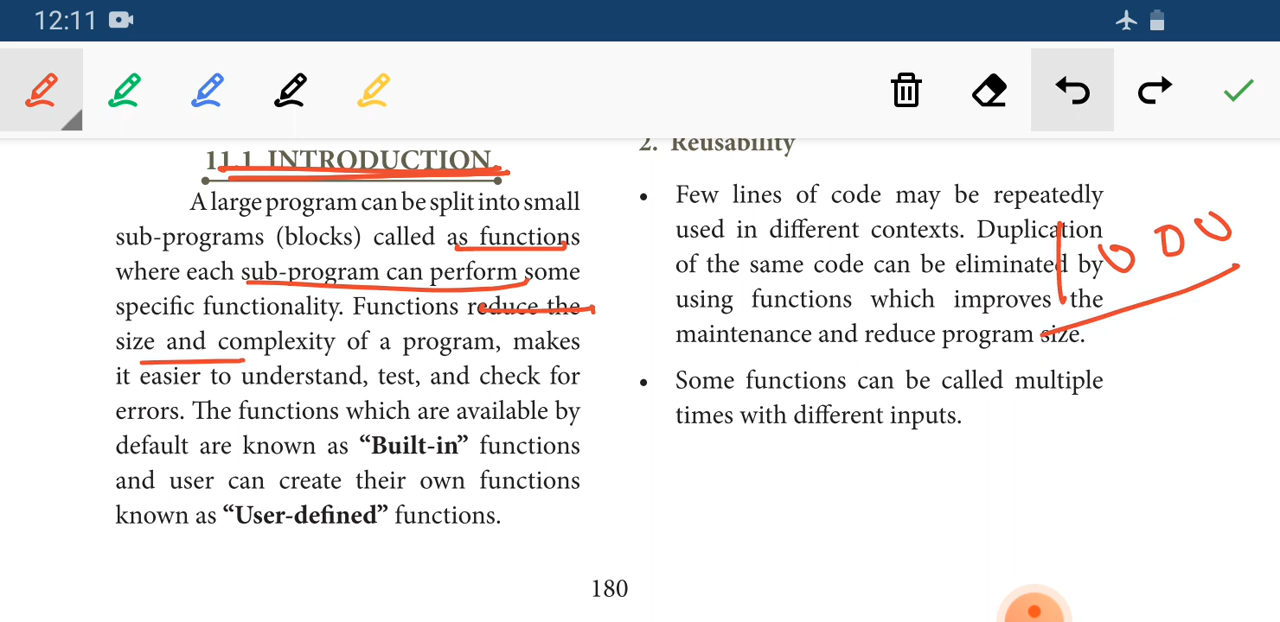 12:11
11.1 INTRODUCTION
A large program can be split into small
sub-programs (blocks) called as functions
where each sub-program can perform some
specific functionality. Functions reduce the
size and complexity of a program, makes
it easier to understand, test, and check for
errors. The functions which are available by
default are known as “Built-in” functions
and user can create their own functions
known as “User-defined” functions.
2. Reusability
• Few lines of code may be repeatedly
used in different contexts. Duplication
of the same code can be eliminated by
using functions which improves the
maintenance and reduce program size.
• Some functions can be called multiple
times with different inputs.
1000
180